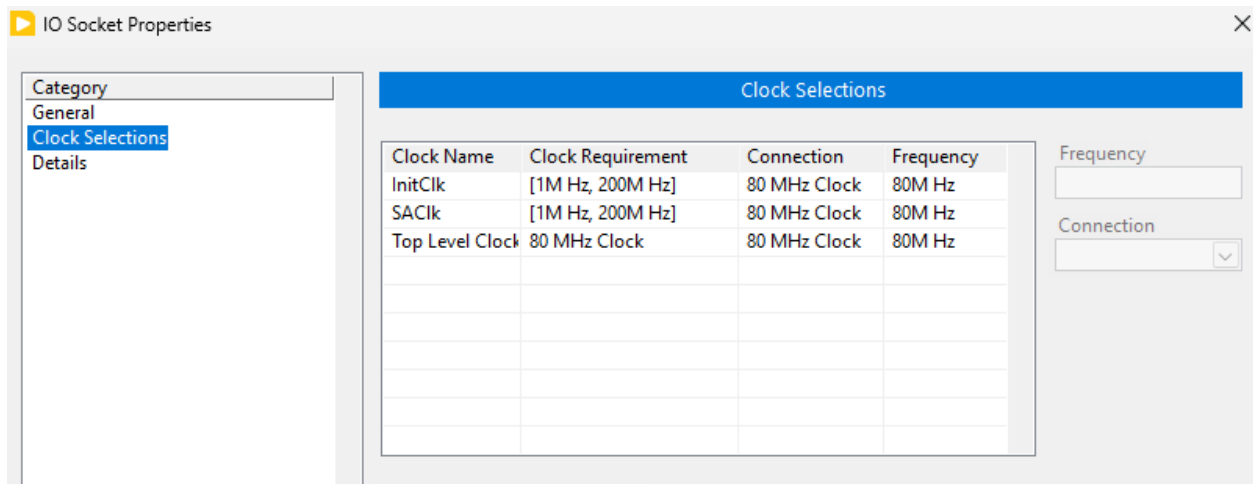 IO Socket Properties
Category
General
Clock Selections
Details
Clock Selections
Clock Name Clock Requirement Connection Frequency
InitClk [1M Hz, 200M Hz] 80 MHz Clock 80M Hz
SAClk [1M Hz, 200M Hz] 80 MHz Clock 80M Hz
Top Level Clock 80 MHz Clock 80 MHz Clock 80M Hz
Frequency
Connection